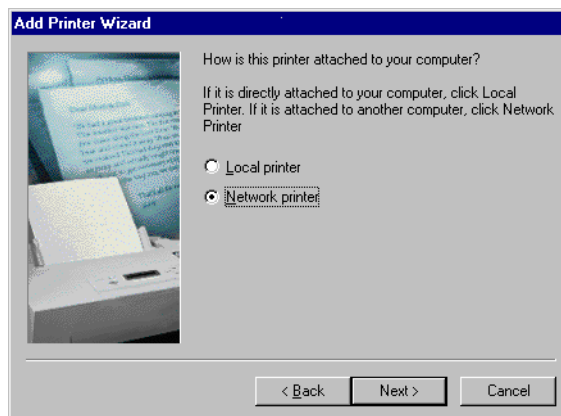 Add Printer Wizard
How is this printer attached to your computer?
If it is directly attached to your computer, click Local
Printer. If it is attached to another computer, click Network
Printer
Local printer
Network printer
< Back
Next >
Cancel